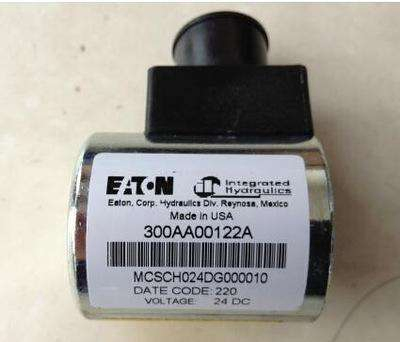 EATON Integrated Hydraulics
Eaton, Corp. Hydraulics Div. Reynosa, Mexico
Made in USA
300AA00122A
MCSCH024DG000010
DATE CODE: 220
VOLTAGE: 24 DC